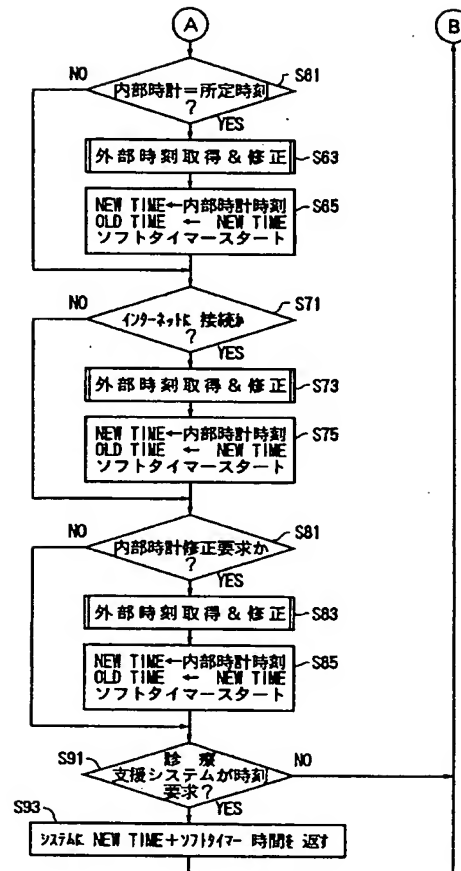 A
B
NO
S61
内部時計=所定時刻
?
YES
外部時刻取得&修正
S63
NEW TIME←内部時計時刻
S65
OLD TIME ← NEW TIME
ソフトタイマースタート
NO
S71
インターネットに接続か
?
YES
外部時刻取得&修正
S73
NEW TIME←内部時計時刻
S75
OLD TIME ← NEW TIME
ソフトタイマースタート
NO
S81
内部時計修正要求か
?
YES
外部時刻取得&修正
S83
NEW TIME←内部時計時刻
S85
OLD TIME ← NEW TIME
ソフトタイマースタート
S91
診療
支援システムが時刻
要求?
NO
YES
S93
システムに NEW TIME+ソフトタイマー時間を返す